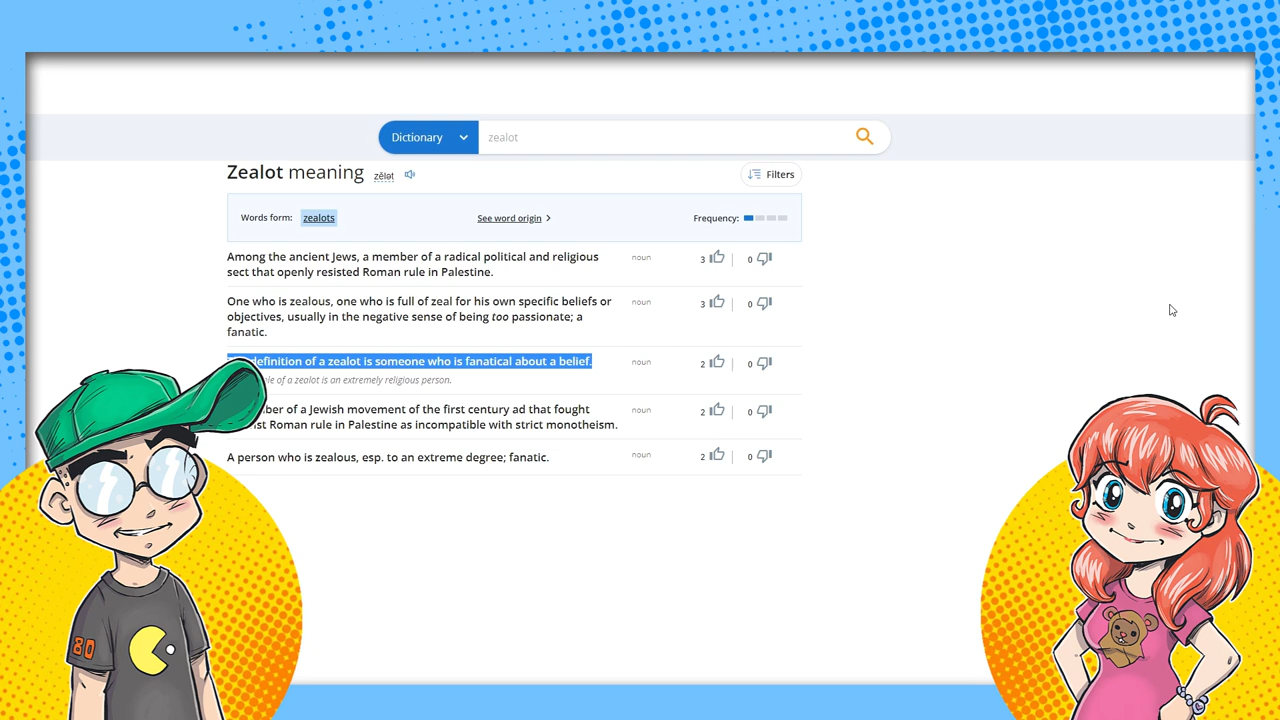 Dictionary
zealot
Zealot meaning
zĕlət
Filters
Words form:
zealots
See word origin
Frequency:
Among the ancient Jews, a member of a radical political and religious
sect that openly resisted Roman rule in Palestine.
noun
3
0
One who is zealous, one who is full of zeal for his own specific beliefs or
objectives, usually in the negative sense of being too passionate; a
fanatic.
noun
3
0
definition of a zealot is someone who is fanatical about a belief.
of a zealot is an extremely religious person.
noun
2
0
of a Jewish movement of the first century ad that fought
Roman rule in Palestine as incompatible with strict monotheism.
noun
2
0
A person who is zealous, esp. to an extreme degree; fanatic.
noun
2
0
80